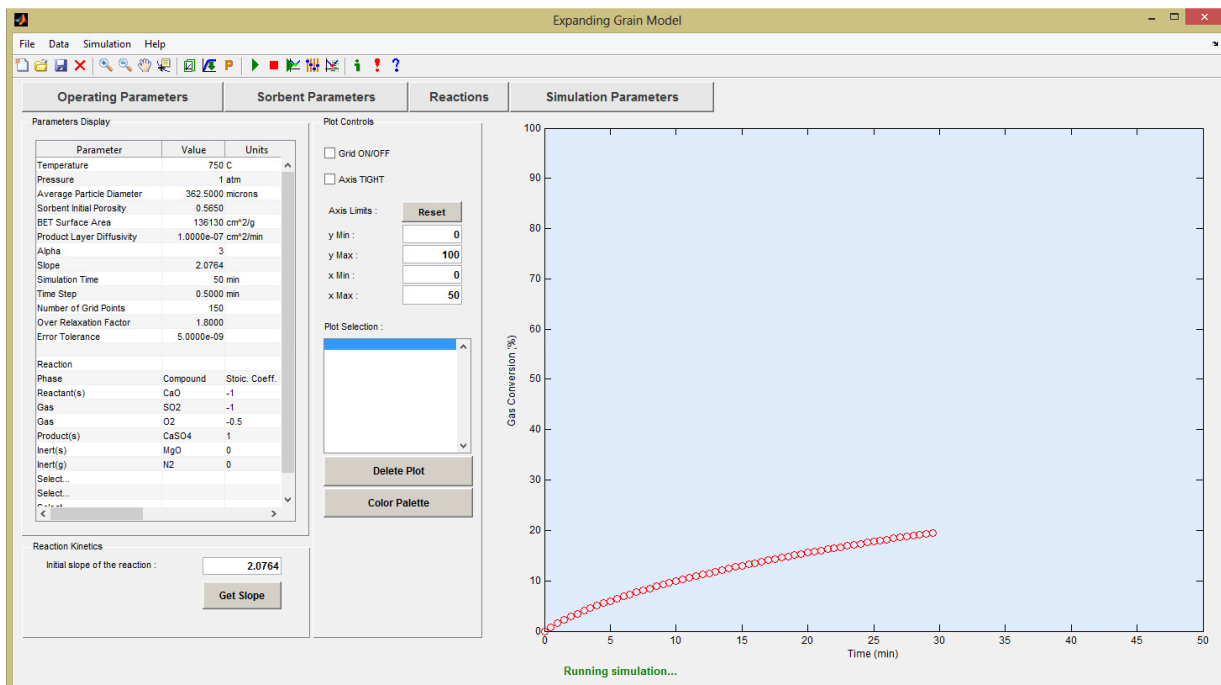 Expanding Grain Model
File Data Simulation Help
P i ! ?
Operating Parameters Sorbent Parameters Reactions Simulation Parameters
Parameters Display
Parameter Value Units
Temperature 750 C
Pressure 1 atm
Average Particle Diameter 362.5000 microns
Sorbent Initial Porosity 0.5650
BET Surface Area 136130 cm^2/g
Product Layer Diffusivity 1.0000e-07 cm^2/min
Alpha 3
Slope 2.0764
Simulation Time 50 min
Time Step 0.5000 min
Number of Grid Points 150
Over Relaxation Factor 1.8000
Error Tolerance 5.0000e-09
Reaction
Phase Compound Stoic. Coeff.
Reactant(s) CaO -1
Gas SO2 -1
Gas O2 -0.5
Product(s) CaSO4 1
Inert(s) MgO 0
Inert(g) N2 0
Select...
Select...
Reaction Kinetics
Initial slope of the reaction : 2.0764
Get Slope
Plot Controls
Grid ON/OFF
Axis TIGHT
Axis Limits : Reset
y Min : 0
y Max : 100
x Min : 0
x Max : 50
Plot Selection :
Delete Plot
Color Palette
100
90
80
70
60
50
40
30
20
10
0
Gas Conversion (%)
0 5 10 15 20 25 30 35 40 45 50
Time (min)
Running simulation...